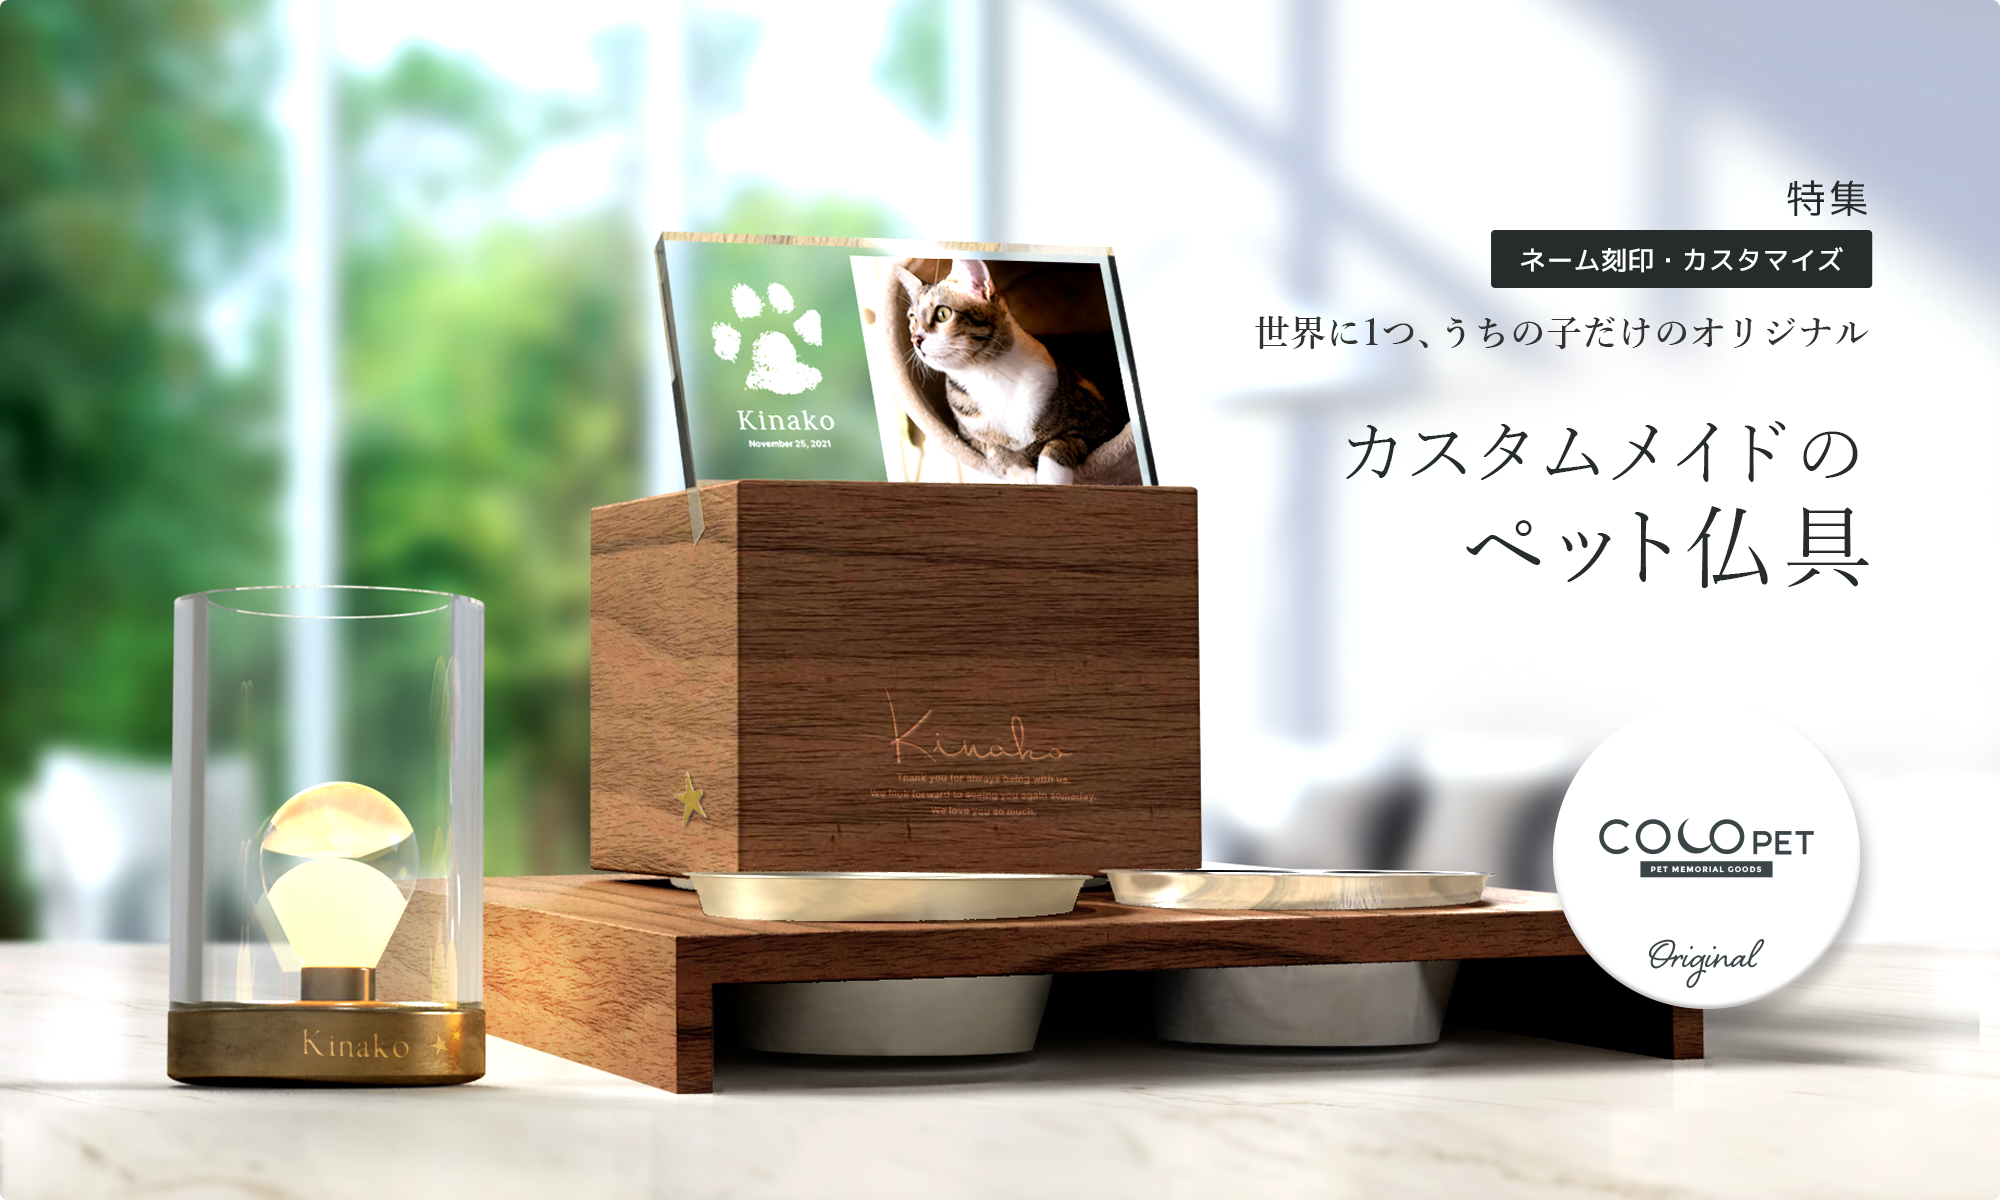 特集
ネーム刻印・カスタマイズ
世界に1つ、うちの子だけのオリジナル
カスタムメイドの
ペット仏具
Kinako
November 25, 2021
Kinako
Thank you for always being with us.
We look forward to seeing you again someday.
We love you so much.
Kinako
COCOPET
PET MEMORIAL GOODS
Original